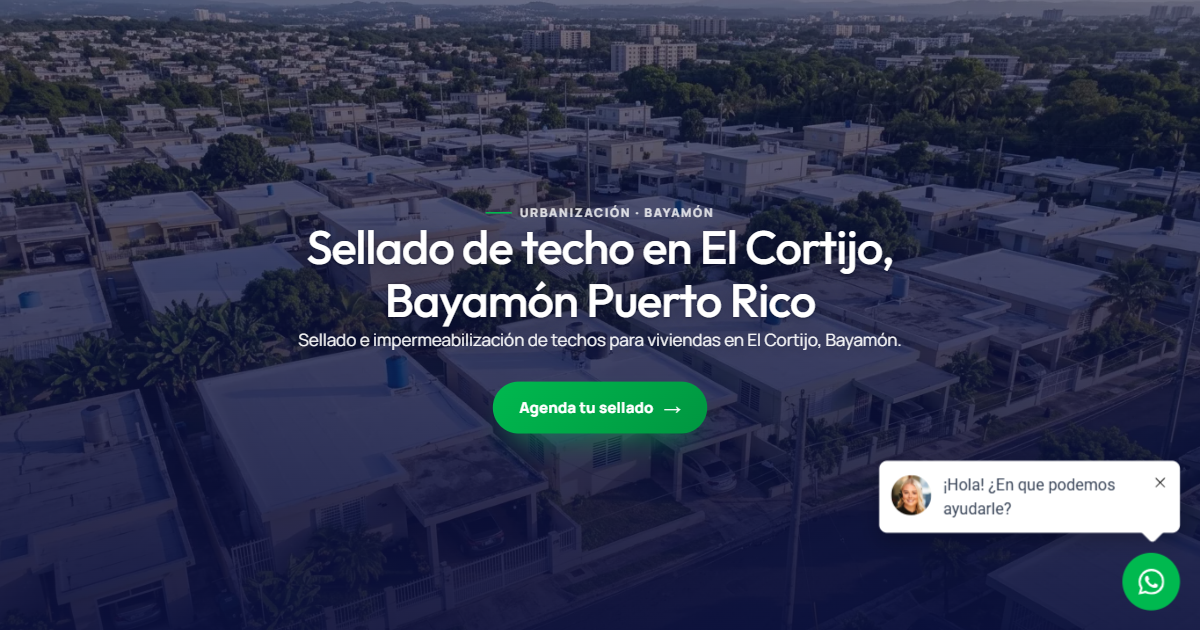 URBANIZACIÓN · BAYAMÓN
Sellado de techo en El Cortijo,
Bayamón Puerto Rico
Sellado e impermeabilización de techos para viviendas en El Cortijo, Bayamón.
Agenda tu sellado →
¡Hola! ¿En que podemos
ayudarle?